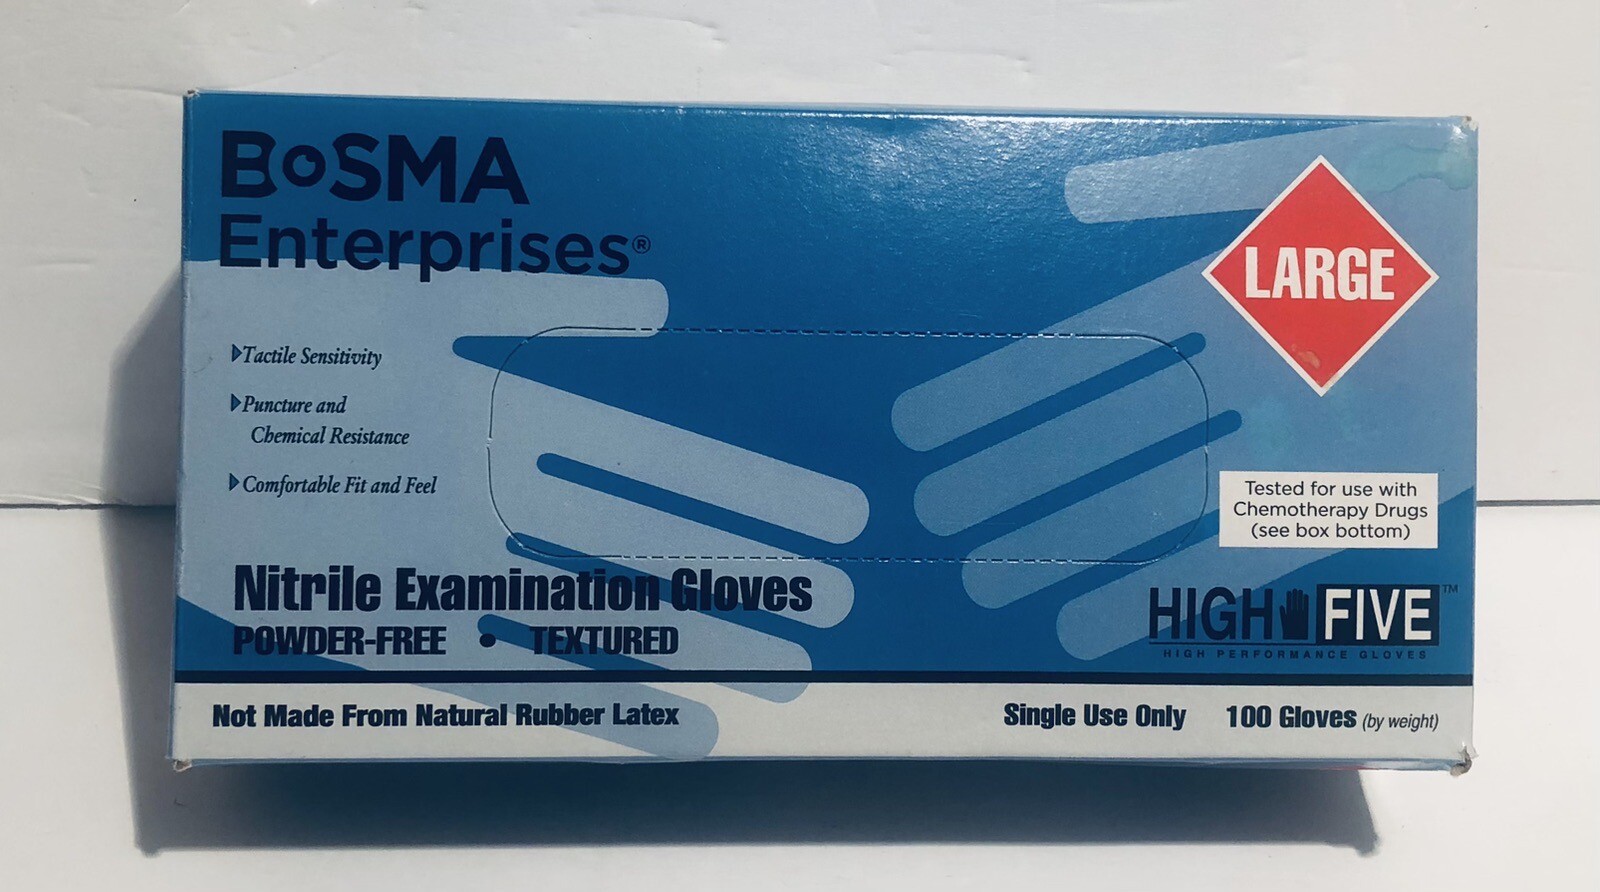 BoSMA
Enterprises®
LARGE
Tactile Sensitivity
Puncture and
Chemical Resistance
Comfortable Fit and Feel
Tested for use with
Chemotherapy Drugs
(see box bottom)
Nitrile Examination Gloves
POWDER-FREE • TEXTURED
HIGH FIVE™
HIGH PERFORMANCE GLOVES
Not Made From Natural Rubber Latex
Single Use Only 100 Gloves (by weight)